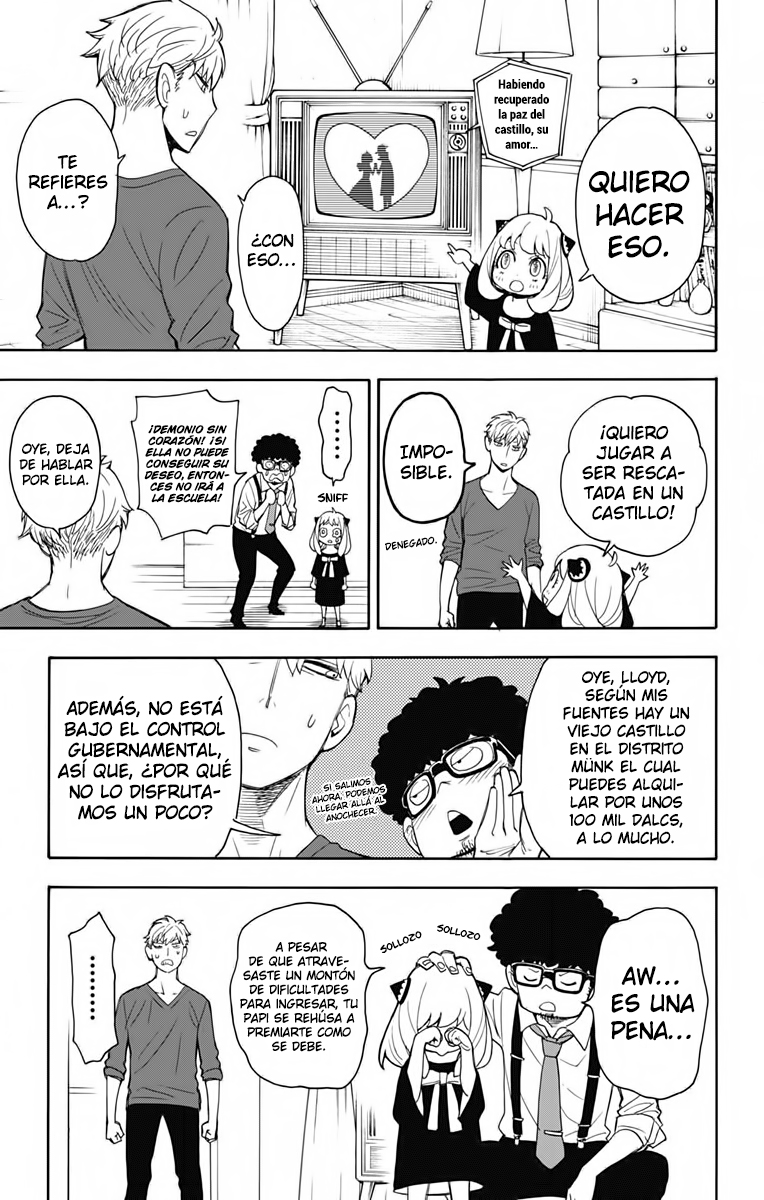 Habiendo
recuperado
la paz del
castillo, su
amor...
QUIERO
HACER
ESO.
¿CON
ESO...
TE
REFIERES
A...?
¡QUIERO
JUGAR A
SER RESCA-
TADA EN UN
CASTILLO!
IMPO-
SIBLE.
DENEGADO.
......
SNIFF
¡DEMONIO SIN
CORAZÓN! ¡SI
ELLA NO PUEDE
CONSEGUIR SU
DESEO, ENTON-
CES NO IRÁ A
LA ESCUELA!
OYE, DEJA
DE HABLAR
POR ELLA.
OYE, LLOYD,
SEGÚN MIS
FUENTES HAY UN
VIEJO CASTILLO
EN EL DISTRITO
MÜNK EL CUAL
PUEDES ALQUI-
LAR POR UNOS
100 MIL DALCS,
A LO MUCHO.
SI SALIMOS
AHORA, PODEMOS
LLEGAR ALLÁ AL
ANOCHECER.
ADEMÁS, NO ESTÁ
BAJO EL CONTROL
GUBERNAMENTAL,
ASÍ QUE, ¿POR QUÉ
NO LO DISFRUTA-
MOS UN POCO?
AW...
ES UNA
PENA...
SOLLOZO
SOLLOZO
A PESAR
DE QUE ATRAVE-
SASTE UN MONTÓN
DE DIFICULTADES
PARA INGRESAR, TU
PAPI SE REHÚSA A
PREMIARTE COMO
SE DEBE.
......